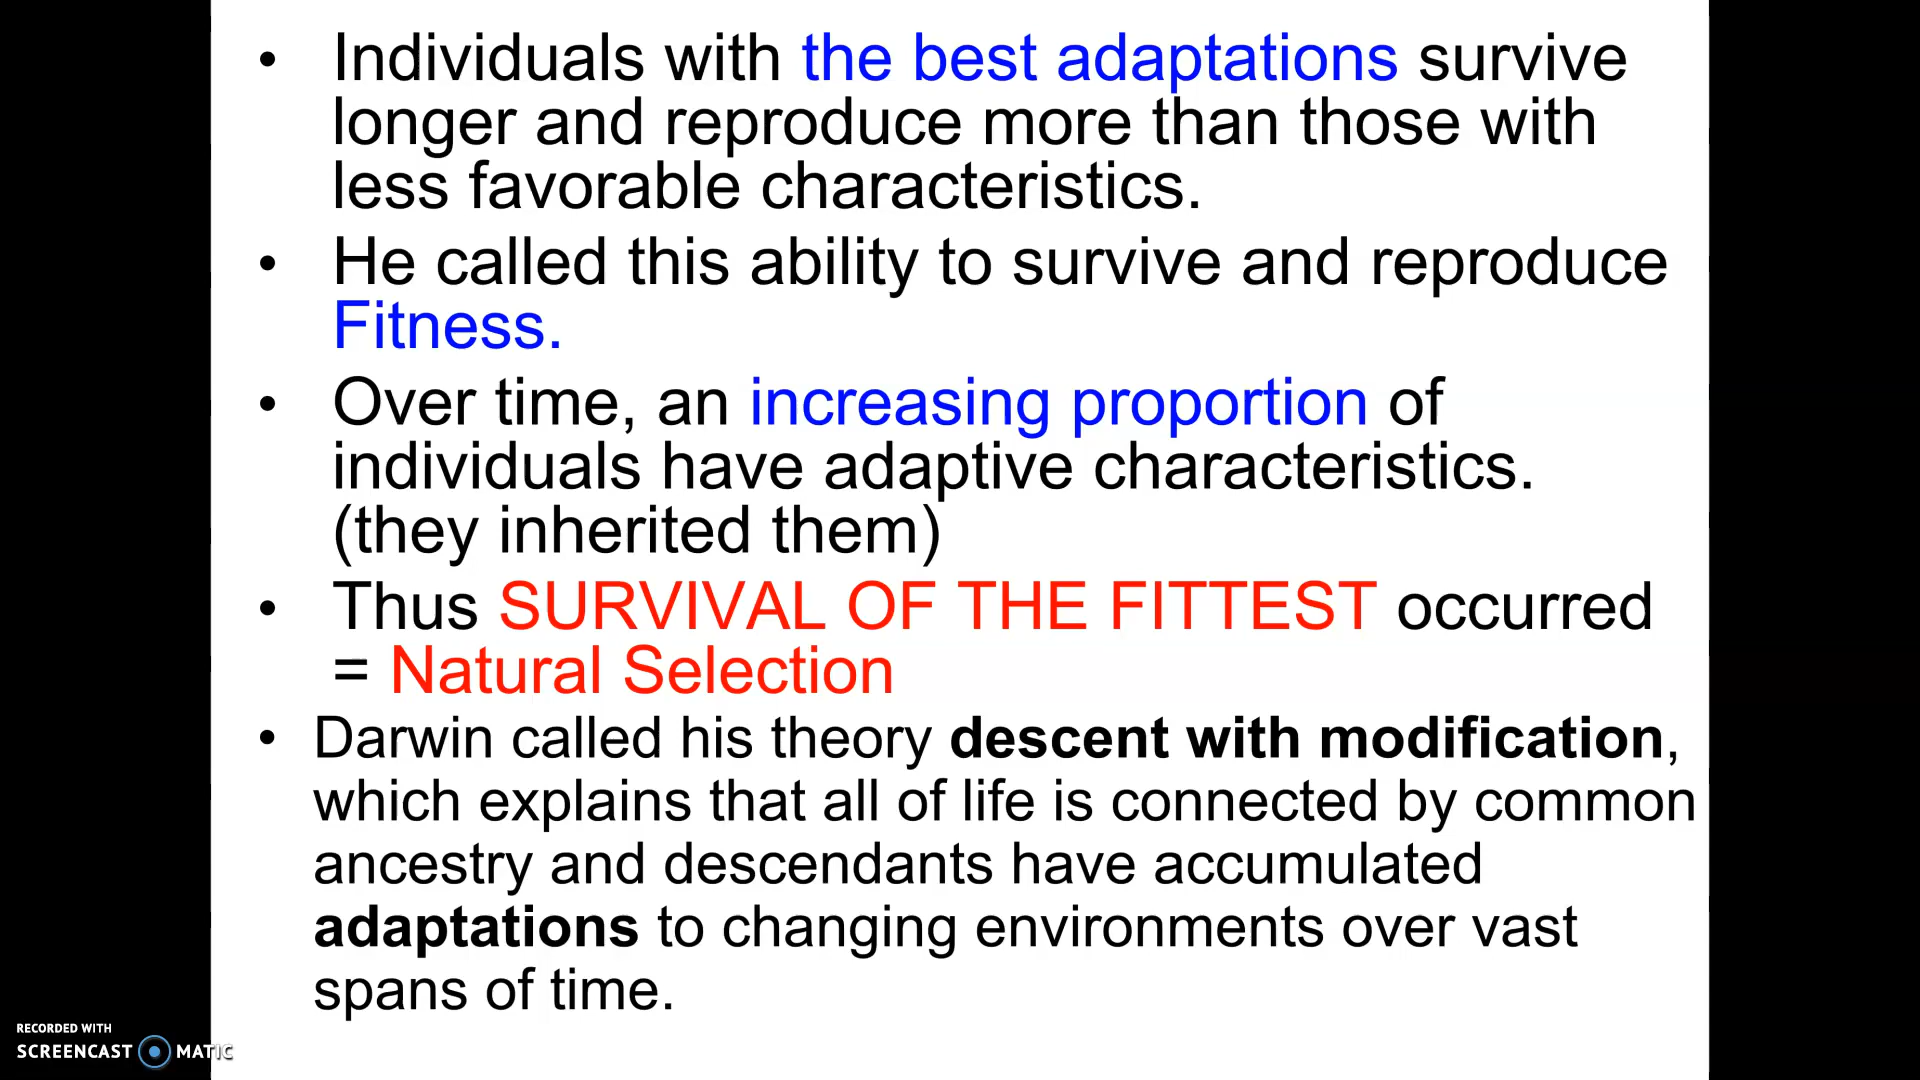 • Individuals with the best adaptations survive
longer and reproduce more than those with
less favorable characteristics.
• He called this ability to survive and reproduce
Fitness.
• Over time, an increasing proportion of
individuals have adaptive characteristics.
(they inherited them)
• Thus SURVIVAL OF THE FITTEST occurred
= Natural Selection
• Darwin called his theory descent with modification,
which explains that all of life is connected by common
ancestry and descendants have accumulated
adaptations to changing environments over vast
spans of time.
RECORDED WITH
SCREENCAST MATIC